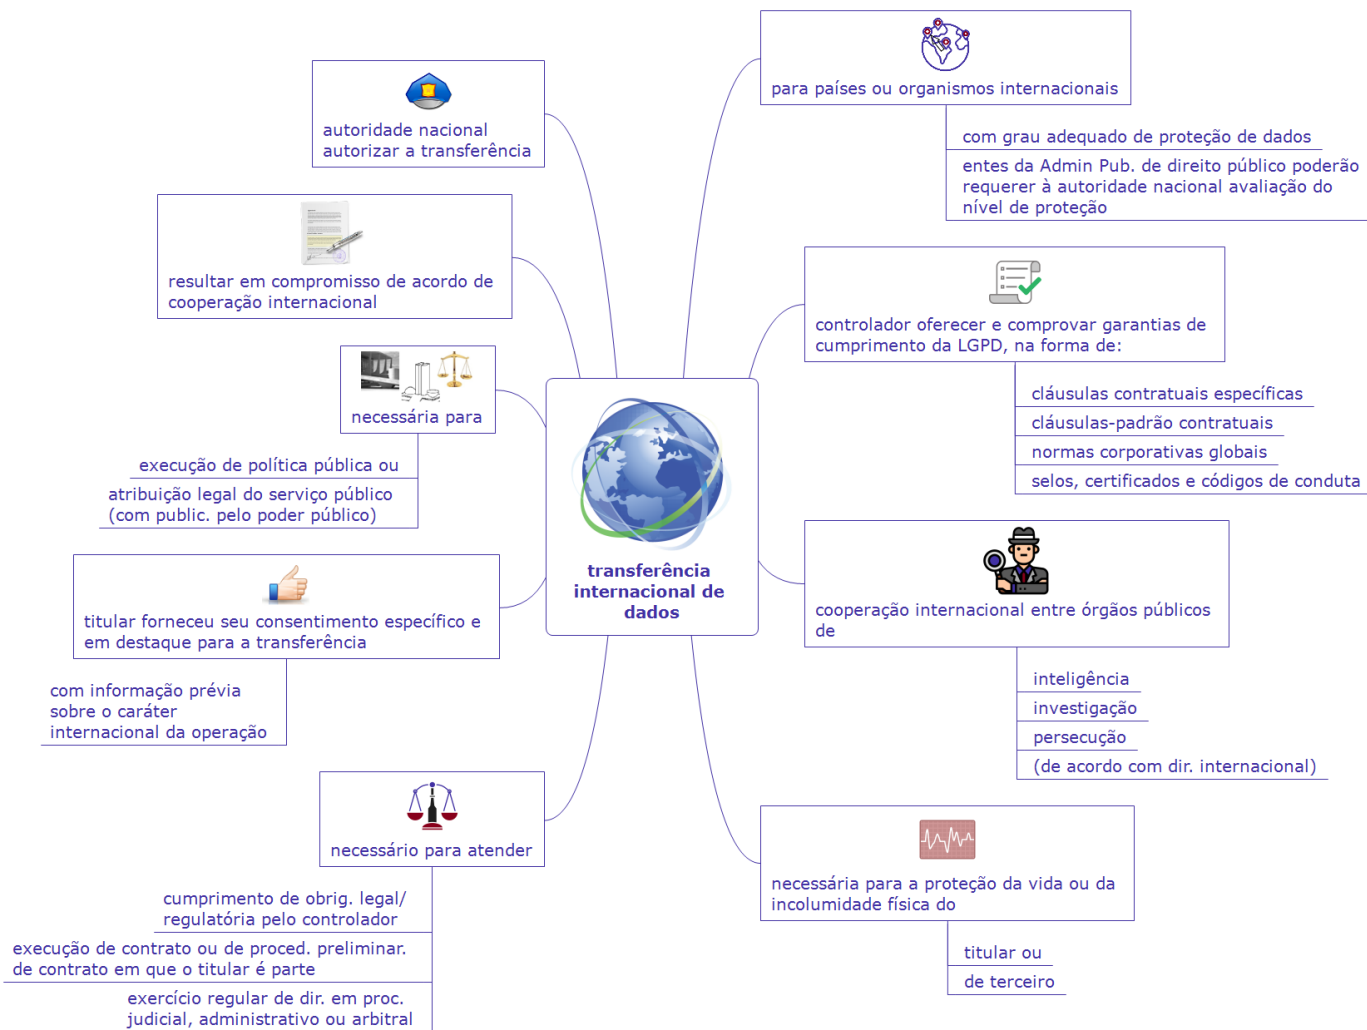 transferência
internacional de
dados
para países ou organismos internacionais
com grau adequado de proteção de dados
entes da Admin Pub. de direito público poderão
requerer à autoridade nacional avaliação do
nível de proteção
controlador oferecer e comprovar garantias de
cumprimento da LGPD, na forma de:
cláusulas contratuais específicas
cláusulas-padrão contratuais
normas corporativas globais
selos, certificados e códigos de conduta
cooperação internacional entre órgãos públicos
de
inteligência
investigação
persecução
(de acordo com dir. internacional)
necessária para a proteção da vida ou da
incolumidade física do
titular ou
de terceiro
autoridade nacional
autorizar a transferência
resultar em compromisso de acordo de
cooperação internacional
necessária para
execução de política pública ou
atribuição legal do serviço público
(com public. pelo poder público)
titular forneceu seu consentimento específico e
em destaque para a transferência
com informação prévia
sobre o caráter
internacional da operação
necessário para atender
cumprimento de obrig. legal/
regulatória pelo controlador
execução de contrato ou de proced. preliminar.
de contrato em que o titular é parte
exercício regular de dir. em proc.
judicial, administrativo ou arbitral